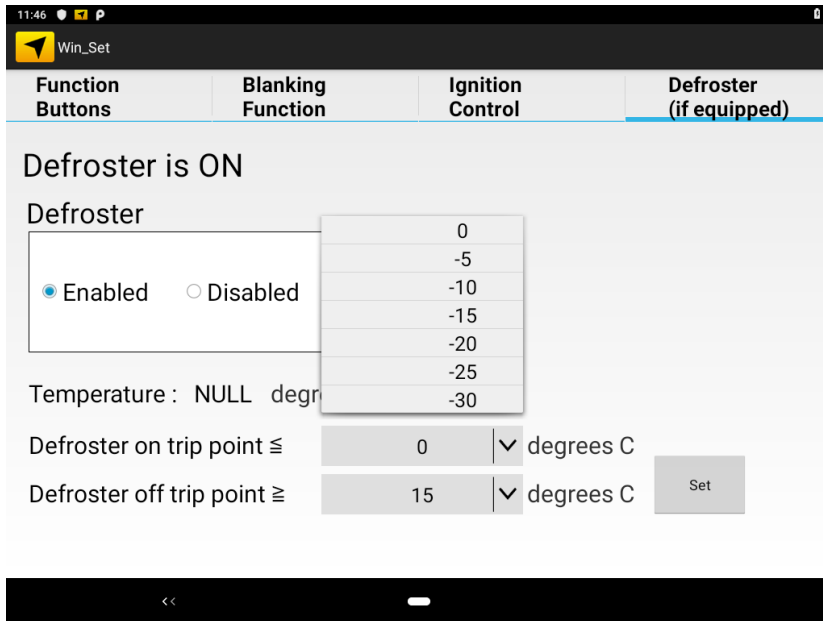 11:46
Win_Set
Function Buttons
Blanking Function
Ignition Control
Defroster (if equipped)
Defroster is ON
Defroster
Enabled
Disabled
0
-5
-10
-15
-20
-25
-30
Temperature : NULL degr
Defroster on trip point ≦ 0 degrees C
Defroster off trip point ≧ 15 degrees C
Set
<<